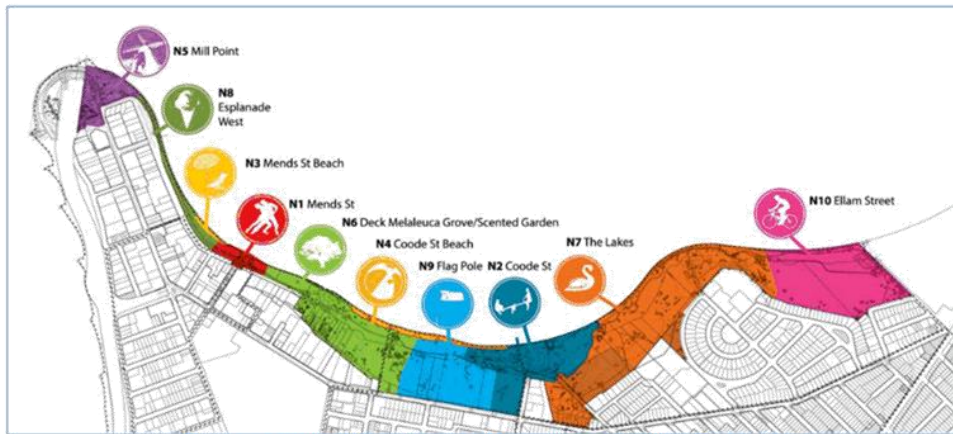 N5 Mill Point
N8
Esplanade
West
N3 Mends St Beach
N1 Mends St
N6 Deck Melaleuca Grove/Scented Garden
N4 Coode St Beach
N9 Flag Pole
N2 Coode St
N7 The Lakes
N10 Ellam Street